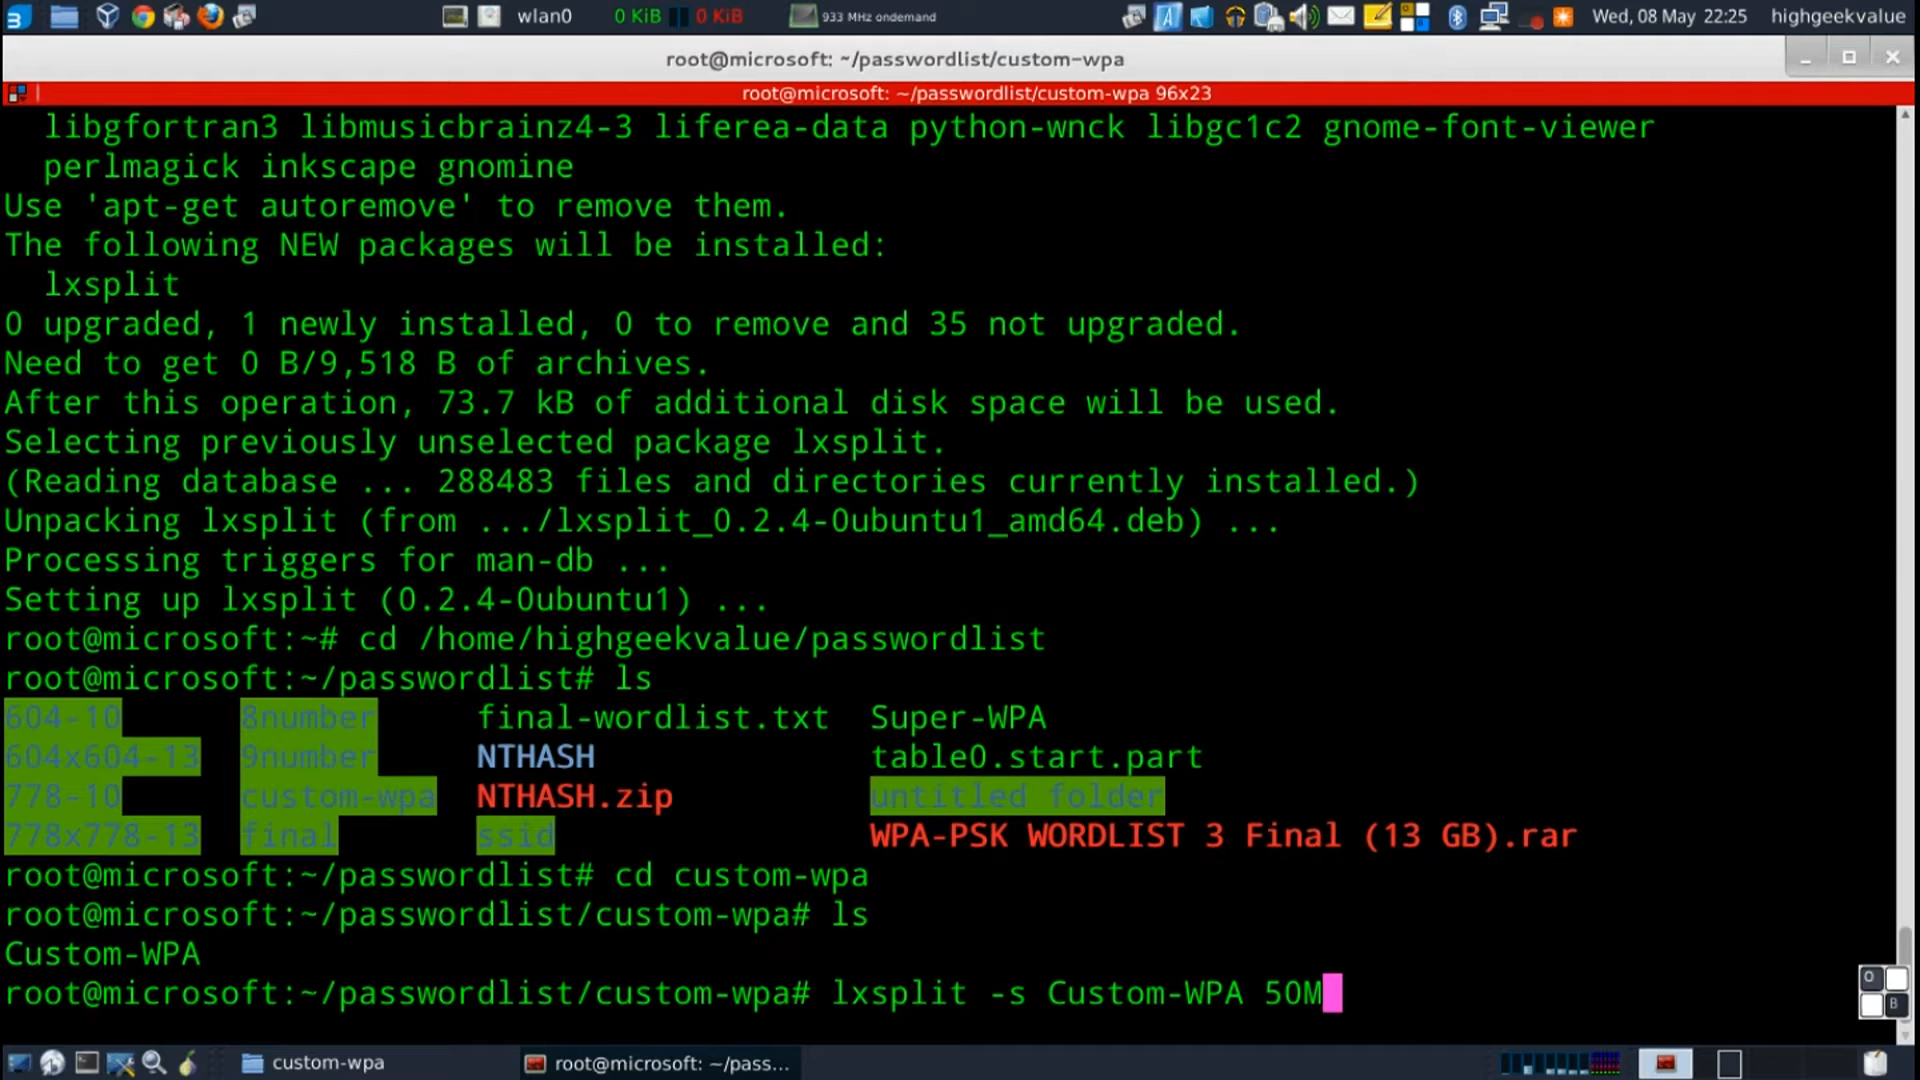 wlan0 0 KiB 0 KiB 933 MHz ondemand Wed, 08 May 22:25 highgeekvalue
root@microsoft: ~/passwordlist/custom-wpa
root@microsoft: ~/passwordlist/custom-wpa 96x23
libgfortran3 libmusicbrainz4-3 liferea-data python-wnck libgc1c2 gnome-font-viewer
perlmagick inkscape gnomine
Use 'apt-get autoremove' to remove them.
The following NEW packages will be installed:
lxsplit
0 upgraded, 1 newly installed, 0 to remove and 35 not upgraded.
Need to get 0 B/9,518 B of archives.
After this operation, 73.7 kB of additional disk space will be used.
Selecting previously unselected package lxsplit.
(Reading database ... 288483 files and directories currently installed.)
Unpacking lxsplit (from .../lxsplit_0.2.4-0ubuntu1_amd64.deb) ...
Processing triggers for man-db ...
Setting up lxsplit (0.2.4-0ubuntu1) ...
root@microsoft:~# cd /home/highgeekvalue/passwordlist
root@microsoft:~/passwordlist# ls
604-10 8number final-wordlist.txt Super-WPA
604x604-13 9number NTHASH table0.start.part
778-10 custom-wpa NTHASH.zip untitled folder
778x778-13 final ssid WPA-PSK WORDLIST 3 Final (13 GB).rar
root@microsoft:~/passwordlist# cd custom-wpa
root@microsoft:~/passwordlist/custom-wpa# ls
Custom-WPA
root@microsoft:~/passwordlist/custom-wpa# lxsplit -s Custom-WPA 50M
O
B
custom-wpa root@microsoft: ~/pass...